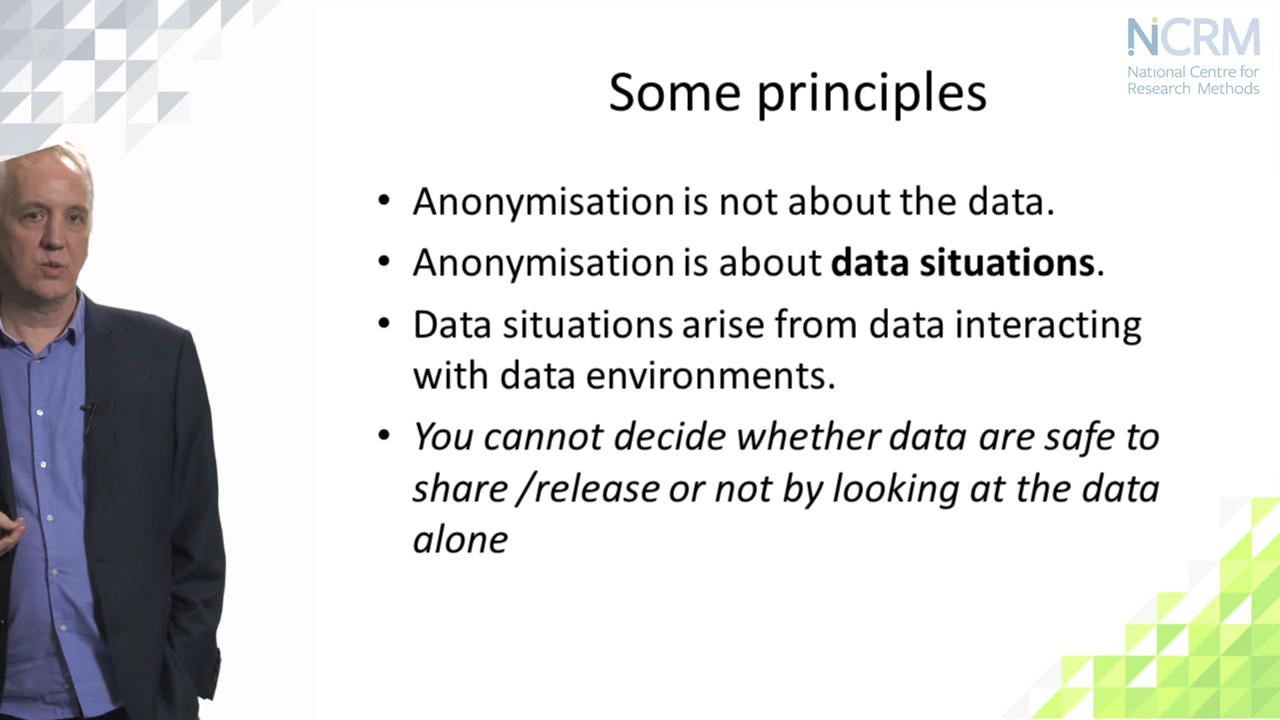 NCRM
National Centre for
Research Methods
Some principles
• Anonymisation is not about the data.
• Anonymisation is about data situations.
• Data situations arise from data interacting
with data environments.
• You cannot decide whether data are safe to
share /release or not by looking at the data
alone